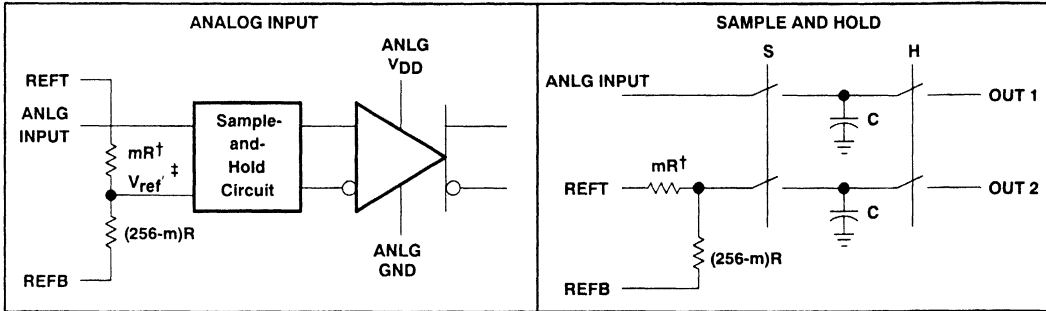 ANALOG INPUT
REFT
ANLG
INPUT
mR†
Vref' ‡
(256-m)R
REFB
Sample-
and-
Hold
Circuit
ANLG
VDD
ANLG
GND
SAMPLE AND HOLD
S
H
ANLG INPUT
OUT 1
C
mR†
REFT
OUT 2
C
(256-m)R
REFB